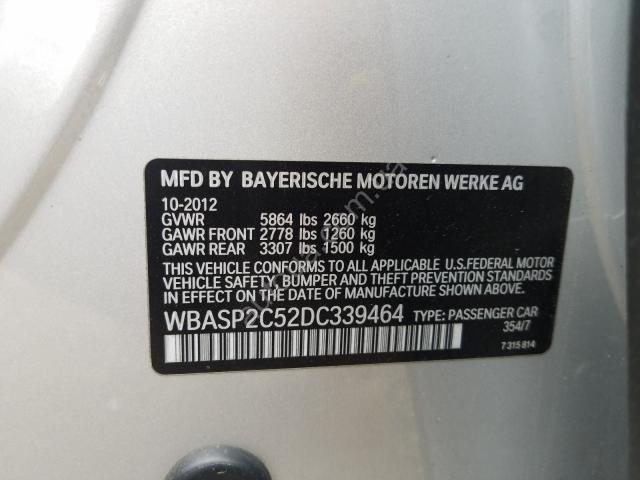 MFD BY BAYERISCHE MOTOREN WERKE AG
10-2012
GVWR 5864 lbs 2660 kg
GAWR FRONT 2778 lbs 1260 kg
GAWR REAR 3307 lbs 1500 kg
THIS VEHICLE CONFORMS TO ALL APPLICABLE U.S.FEDERAL MOTOR
VEHICLE SAFETY, BUMPER AND THEFT PREVENTION STANDARDS
IN EFFECT ON THE DATE OF MANUFACTURE SHOWN ABOVE.
WBASP2C52DC339464 TYPE: PASSENGER CAR
354/7
7 315 814